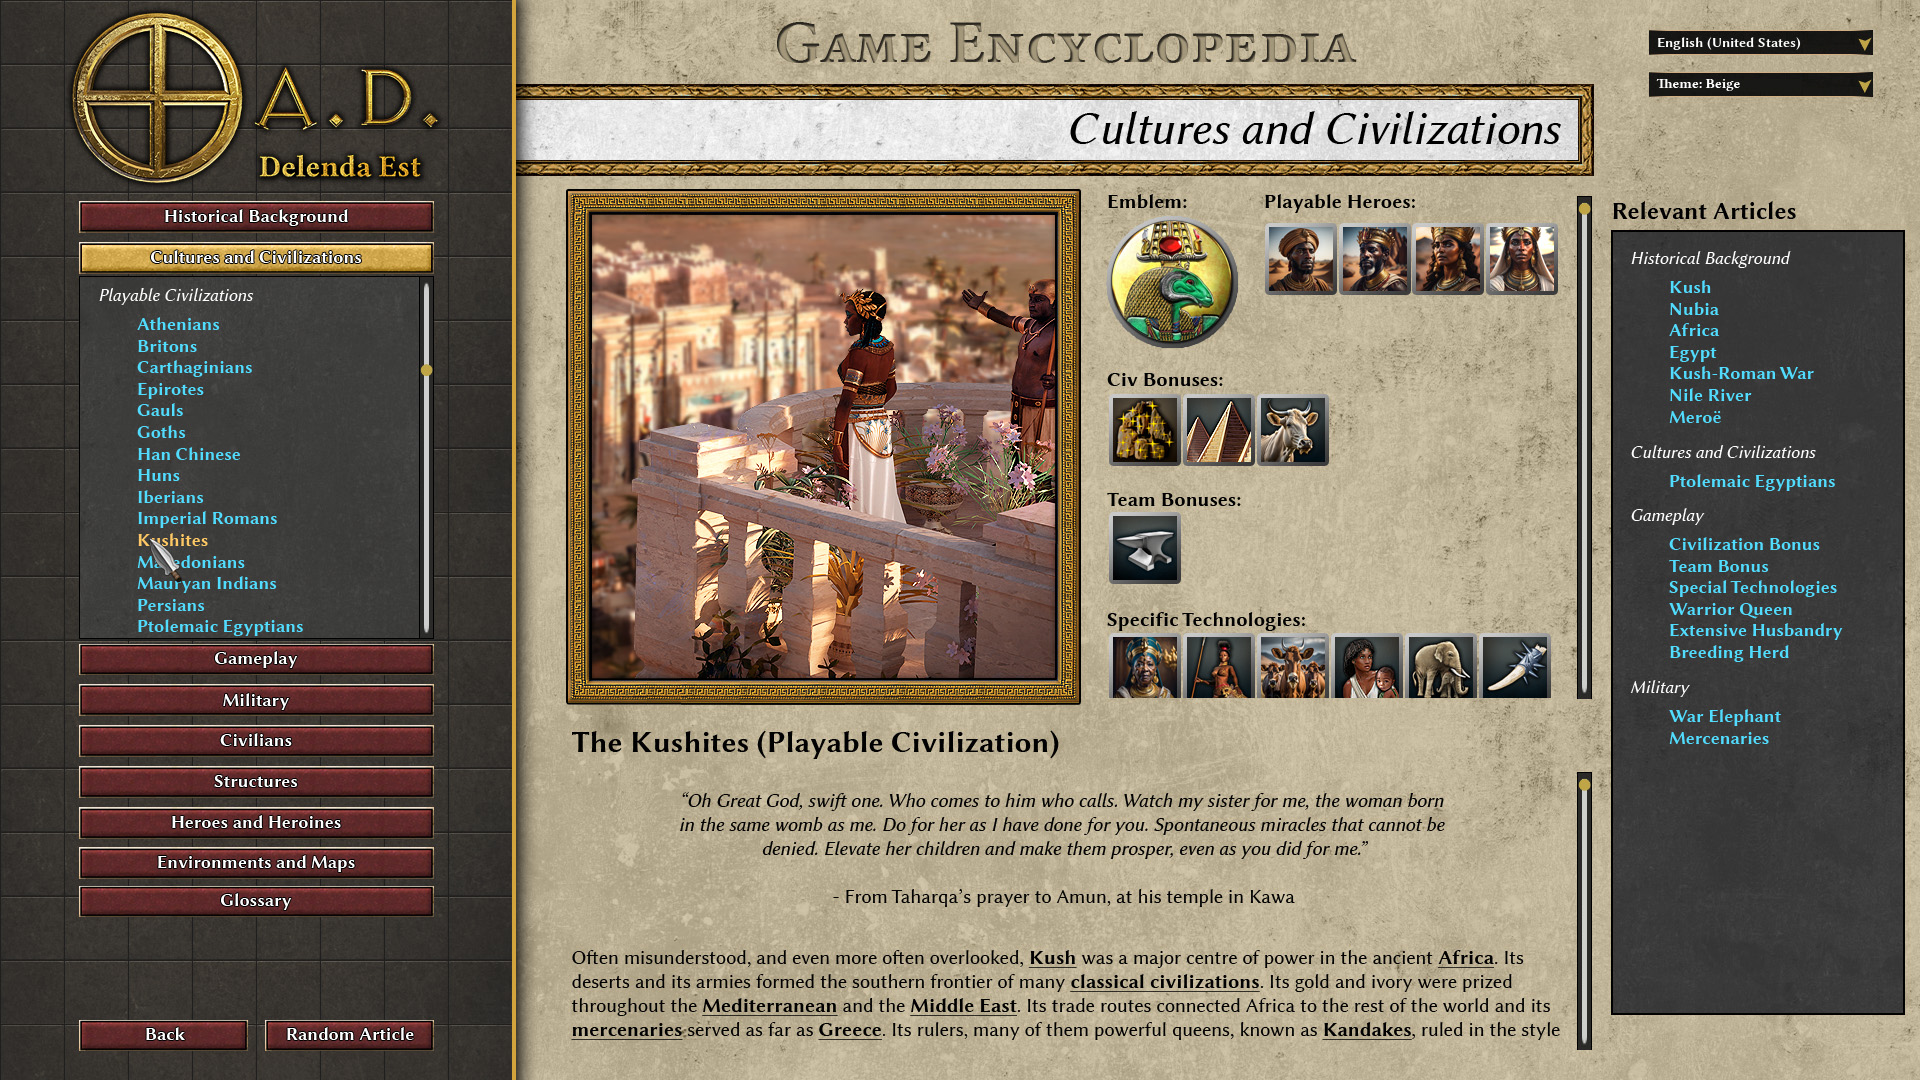 A. D.
Delenda Est
Historical Background
Cultures and Civilizations
Playable Civilizations
Athenians
Britons
Carthaginians
Epirotes
Gauls
Goths
Han Chinese
Huns
Iberians
Imperial Romans
Kushites
Macedonians
Mauryan Indians
Persians
Ptolemaic Egyptians
Gameplay
Military
Civilians
Structures
Heroes and Heroines
Environments and Maps
Glossary
Back
Random Article
Game Encyclopedia
Cultures and Civilizations
English (United States)
Theme: Beige
Emblem:
Playable Heroes:
Civ Bonuses:
Team Bonuses:
Specific Technologies:
The Kushites (Playable Civilization)
“Oh Great God, swift one. Who comes to him who calls. Watch my sister for me, the woman born
in the same womb as me. Do for her as I have done for you. Spontaneous miracles that cannot be
denied. Elevate her children and make them prosper, even as you did for me.”
- From Taharqa’s prayer to Amun, at his temple in Kawa
Often misunderstood, and even more often overlooked, Kush was a major centre of power in the ancient Africa. Its
deserts and its armies formed the southern frontier of many classical civilizations. Its gold and ivory were prized
throughout the Mediterranean and the Middle East. Its trade routes connected Africa to the rest of the world and its
mercenaries served as far as Greece. Its rulers, many of them powerful queens, known as Kandakes, ruled in the style
Relevant Articles
Historical Background
Kush
Nubia
Africa
Egypt
Kush-Roman War
Nile River
Meroë
Cultures and Civilizations
Ptolemaic Egyptians
Gameplay
Civilization Bonus
Team Bonus
Special Technologies
Warrior Queen
Extensive Husbandry
Breeding Herd
Military
War Elephant
Mercenaries